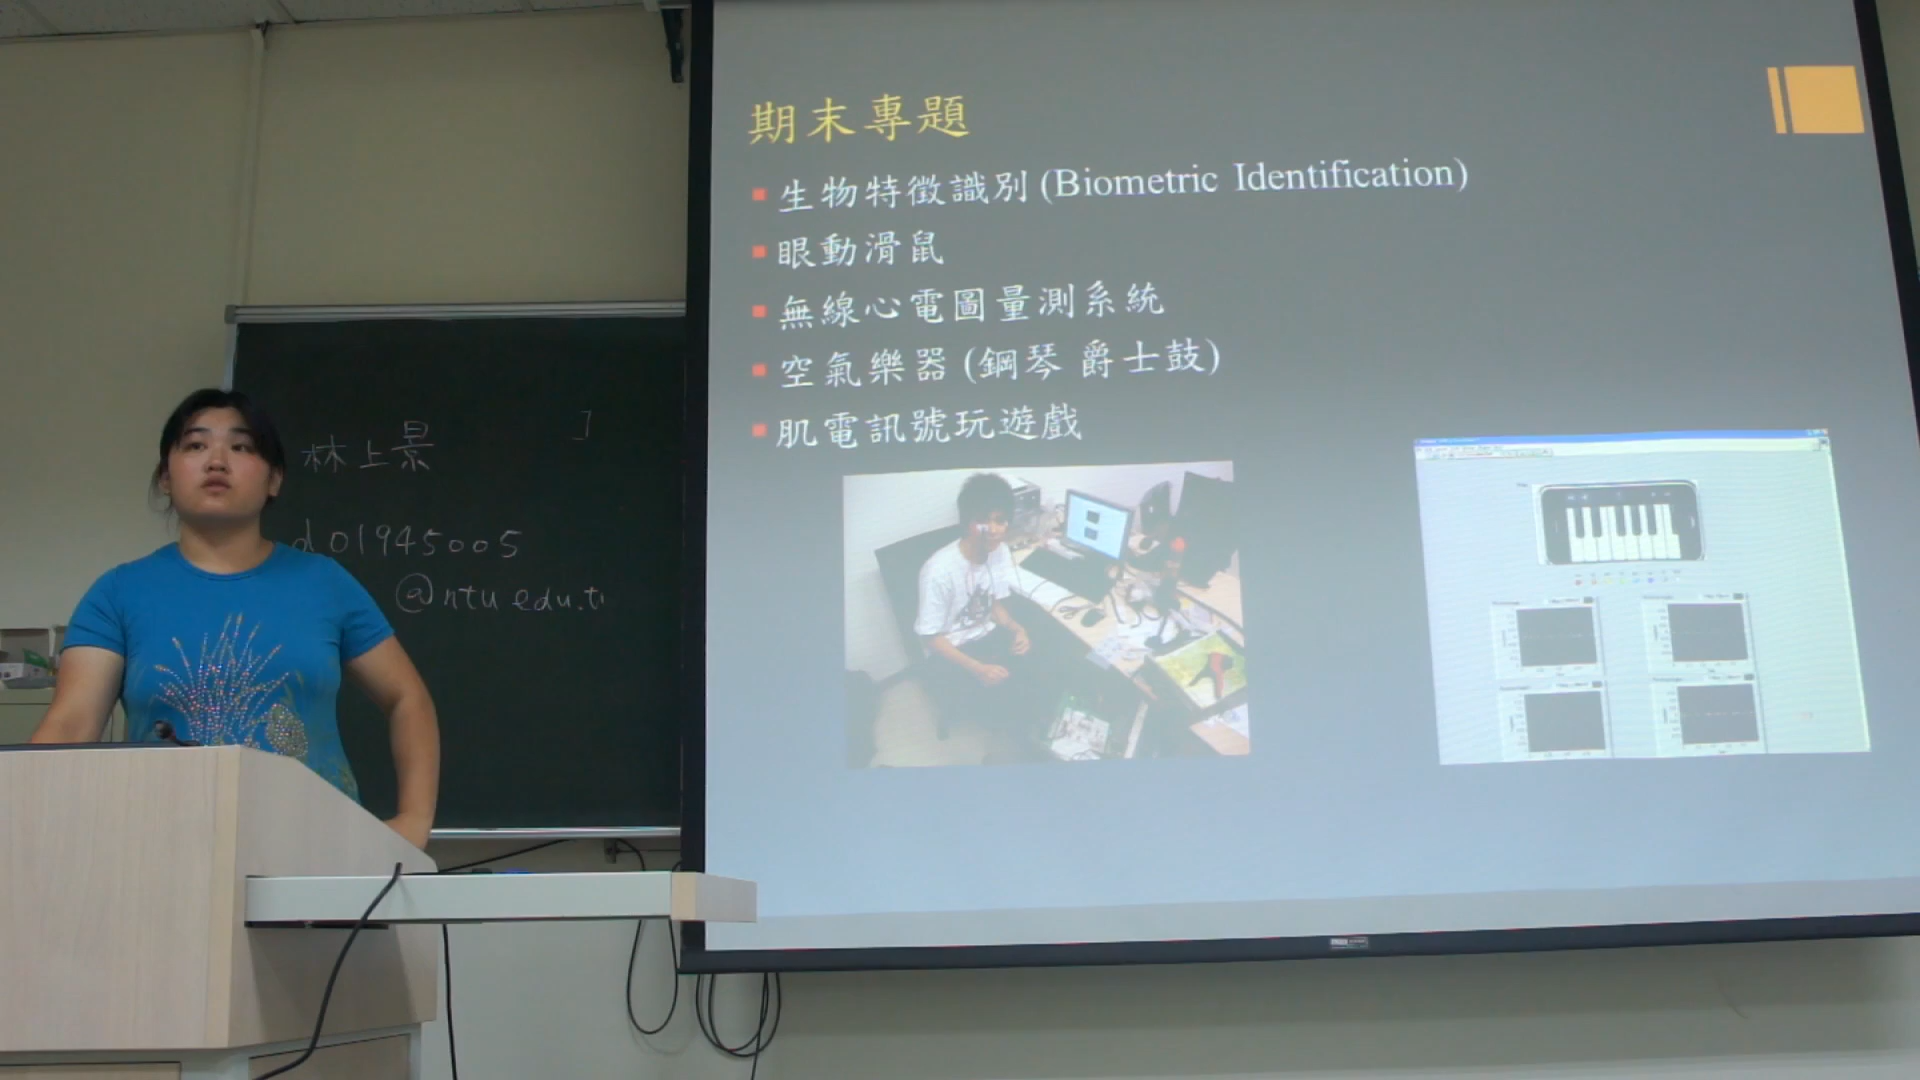 期末專題
生物特徵識別 (Biometric Identification)
眼動滑鼠
無線心電圖量測系統
空氣樂器 (鋼琴 爵士鼓)
肌電訊號玩遊戲
林上景
d01945005
@ntu edu.t